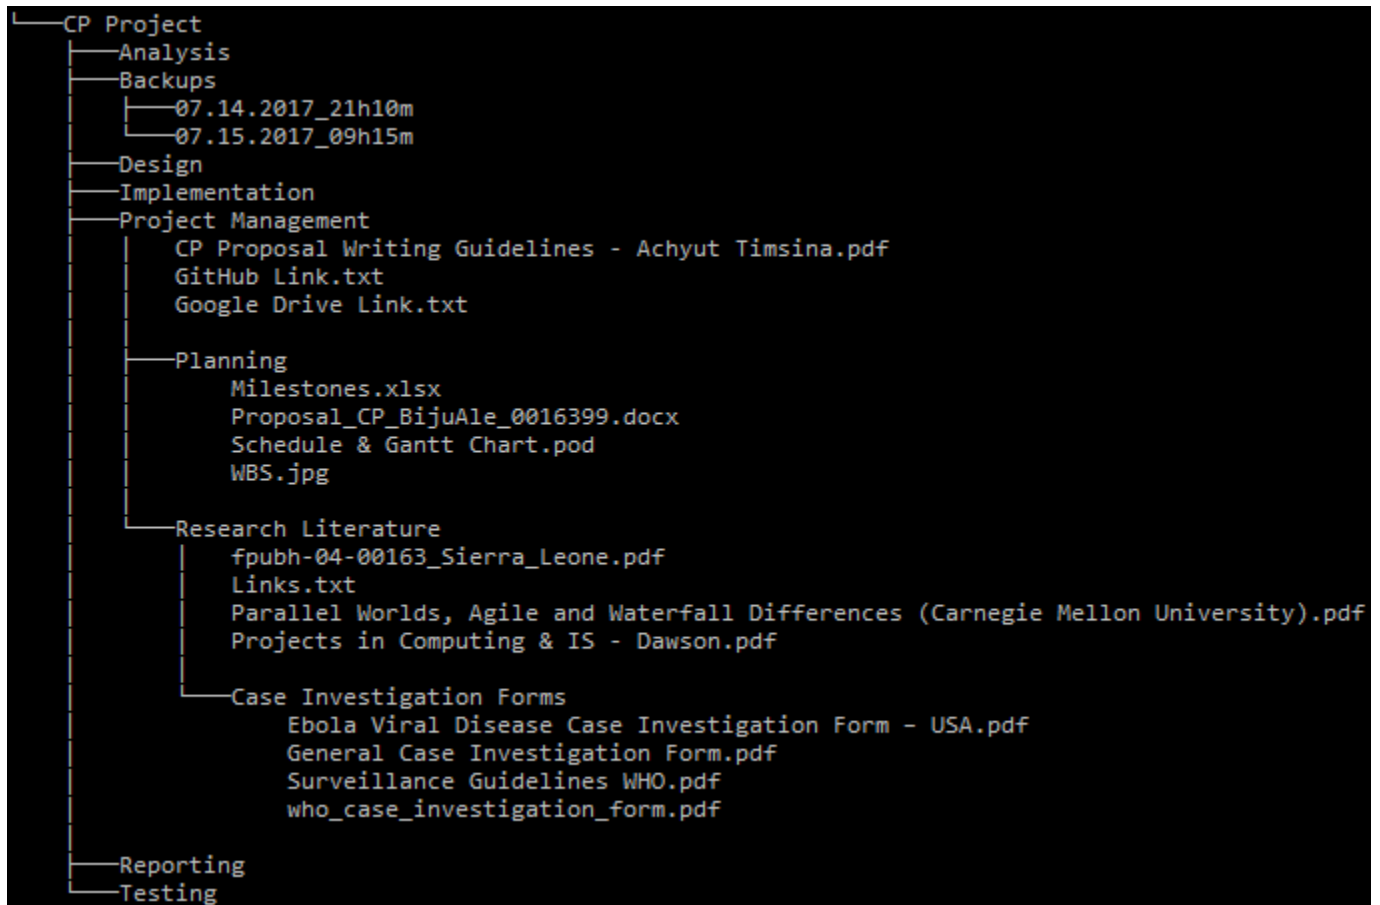 CP Project
Analysis
Backups
07.14.2017_21h10m
07.15.2017_09h15m
Design
Implementation
Project Management
CP Proposal Writing Guidelines - Achyut Timsina.pdf
GitHub Link.txt
Google Drive Link.txt
Planning
Milestones.xlsx
Proposal_CP_BijuAle_0016399.docx
Schedule & Gantt Chart.pod
WBS.jpg
Research Literature
fpubh-04-00163_Sierra_Leone.pdf
Links.txt
Parallel Worlds, Agile and Waterfall Differences (Carnegie Mellon University).pdf
Projects in Computing & IS - Dawson.pdf
Case Investigation Forms
Ebola Viral Disease Case Investigation Form – USA.pdf
General Case Investigation Form.pdf
Surveillance Guidelines WHO.pdf
who_case_investigation_form.pdf
Reporting
Testing